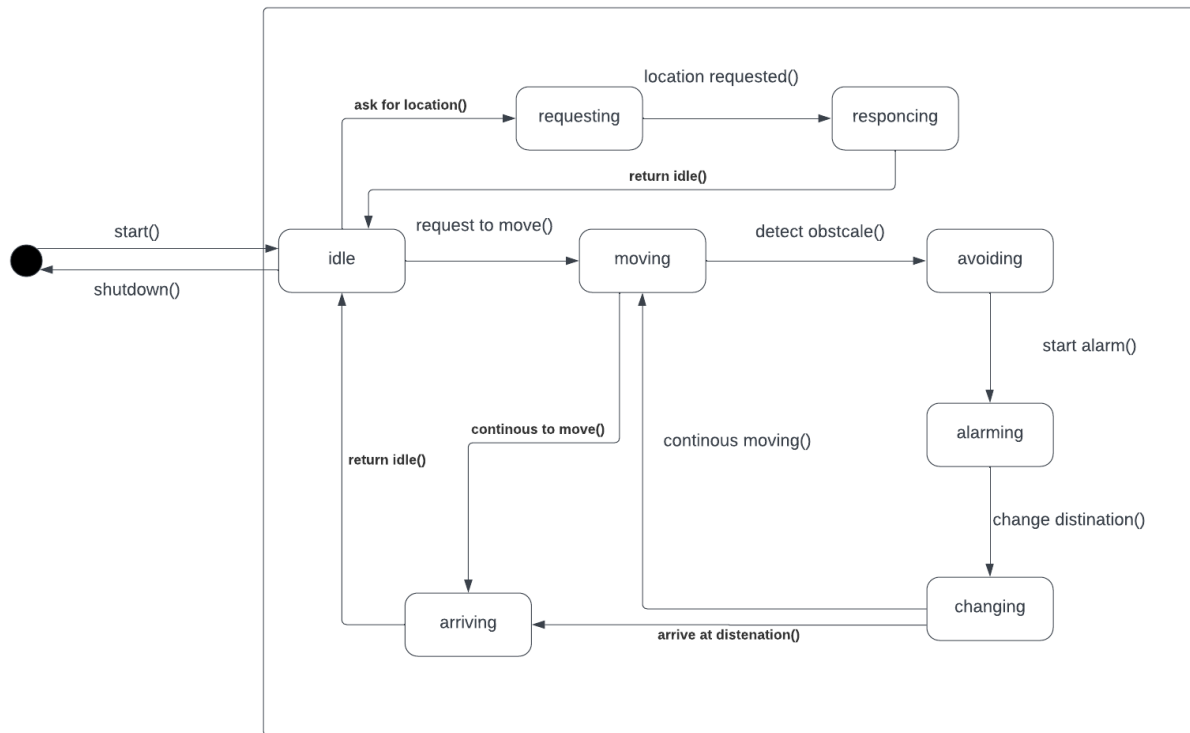 location requested()
ask for location()
requesting
responcing
return idle()
start()
request to move()
detect obstcale()
idle
moving
avoiding
shutdown()
start alarm()
continous to move()
continous moving()
alarming
return idle()
change distination()
changing
arriving
arrive at distenation()